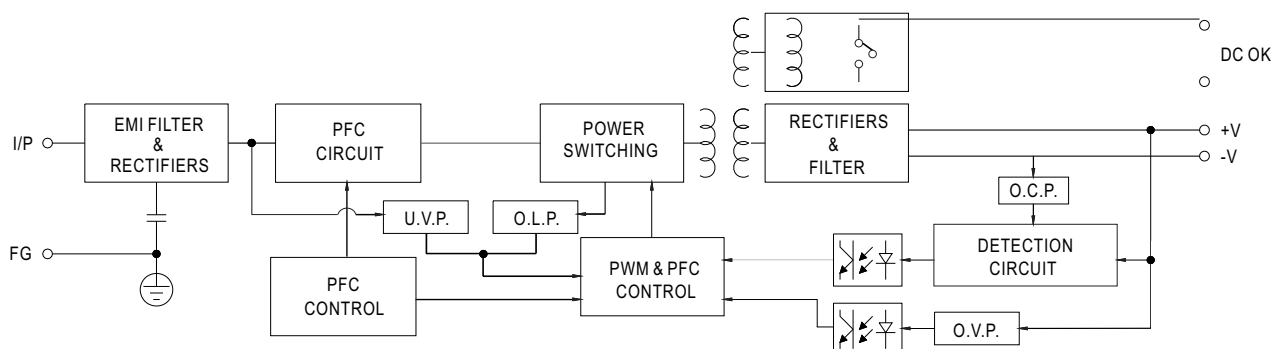 DC OK
I/P
EMI FILTER
&
RECTIFIERS
PFC
CIRCUIT
POWER
SWITCHING
RECTIFIERS
&
FILTER
+V
-V
O.C.P.
U.V.P.
O.L.P.
FG
DETECTION
CIRCUIT
PFC
CONTROL
PWM & PFC
CONTROL
O.V.P.